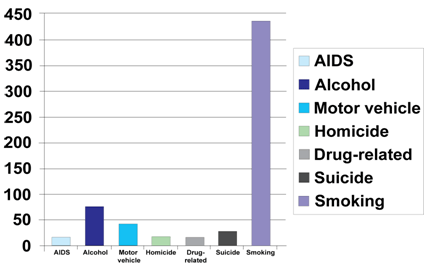 450
400
350
300
250
200
150
100
50
0
AIDS
Alcohol
Motor vehicle
Homicide
Drug-related
Suicide
Smoking
AIDS Alcohol Motor Homicide Drug- Suicide Smoking
vehicle related